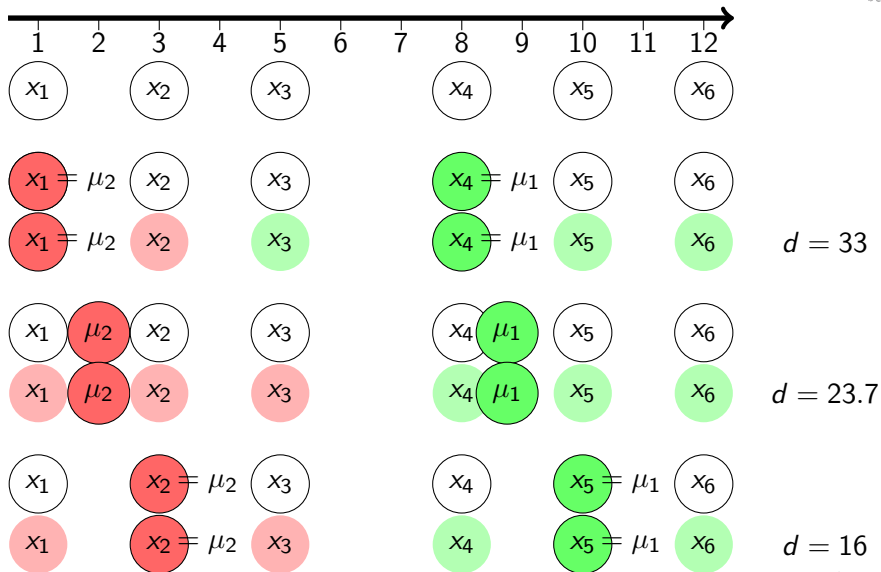 1 2 3 4 5 6 7 8 9 10 11 12
x₁ x₂ x₃ x₄ x₅ x₆
x₁ = μ₂ x₂ x₃ x₄ = μ₁ x₅ x₆
x₁ = μ₂ x₂ x₃ x₄ = μ₁ x₅ x₆ d = 33
x₁ μ₂ x₂ x₃ x₄ μ₁ x₅ x₆
x₁ μ₂ x₂ x₃ x₄ μ₁ x₅ x₆ d = 23.7
x₁ x₂ = μ₂ x₃ x₄ x₅ = μ₁ x₆
x₁ x₂ = μ₂ x₃ x₄ x₅ = μ₁ x₆ d = 16